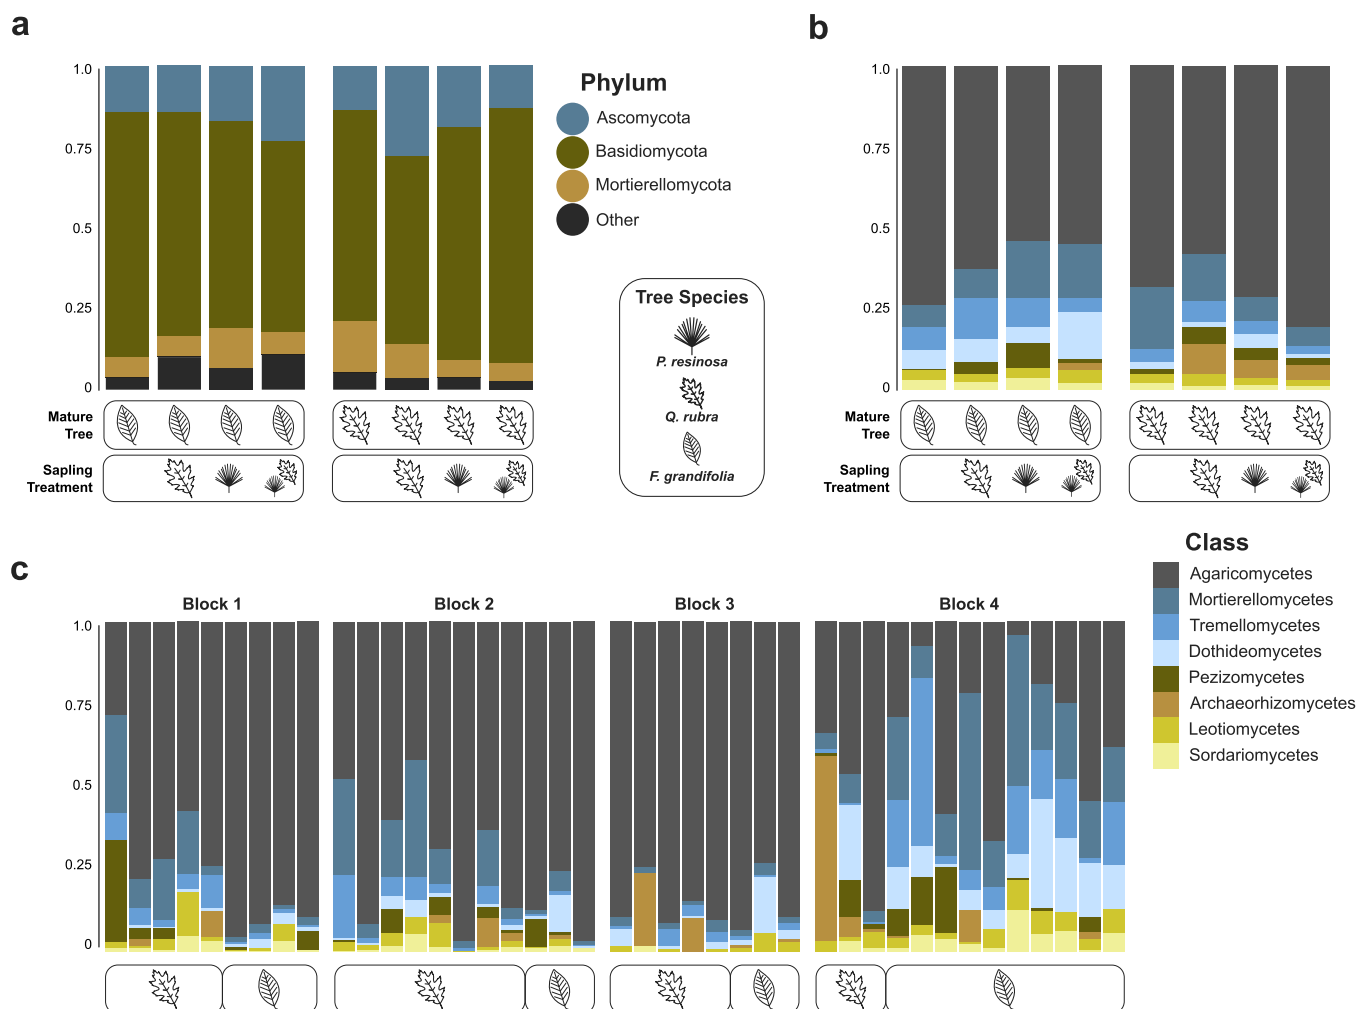 a
b
1.0
0.75
0.5
0.25
0
Mature
Tree
Sapling
Treatment
Phylum
Ascomycota
Basidiomycota
Mortierellomycota
Other
Tree Species
P. resinosa
Q. rubra
F. grandifolia
1.0
0.75
0.5
0.25
0
Mature
Tree
Sapling
Treatment
c
Block 1
Block 2
Block 3
Block 4
1.0
0.75
0.5
0.25
0
Class
Agaricomycetes
Mortierellomycetes
Tremellomycetes
Dothideomycetes
Pezizomycetes
Archaeorhizomycetes
Leotiomycetes
Sordariomycetes